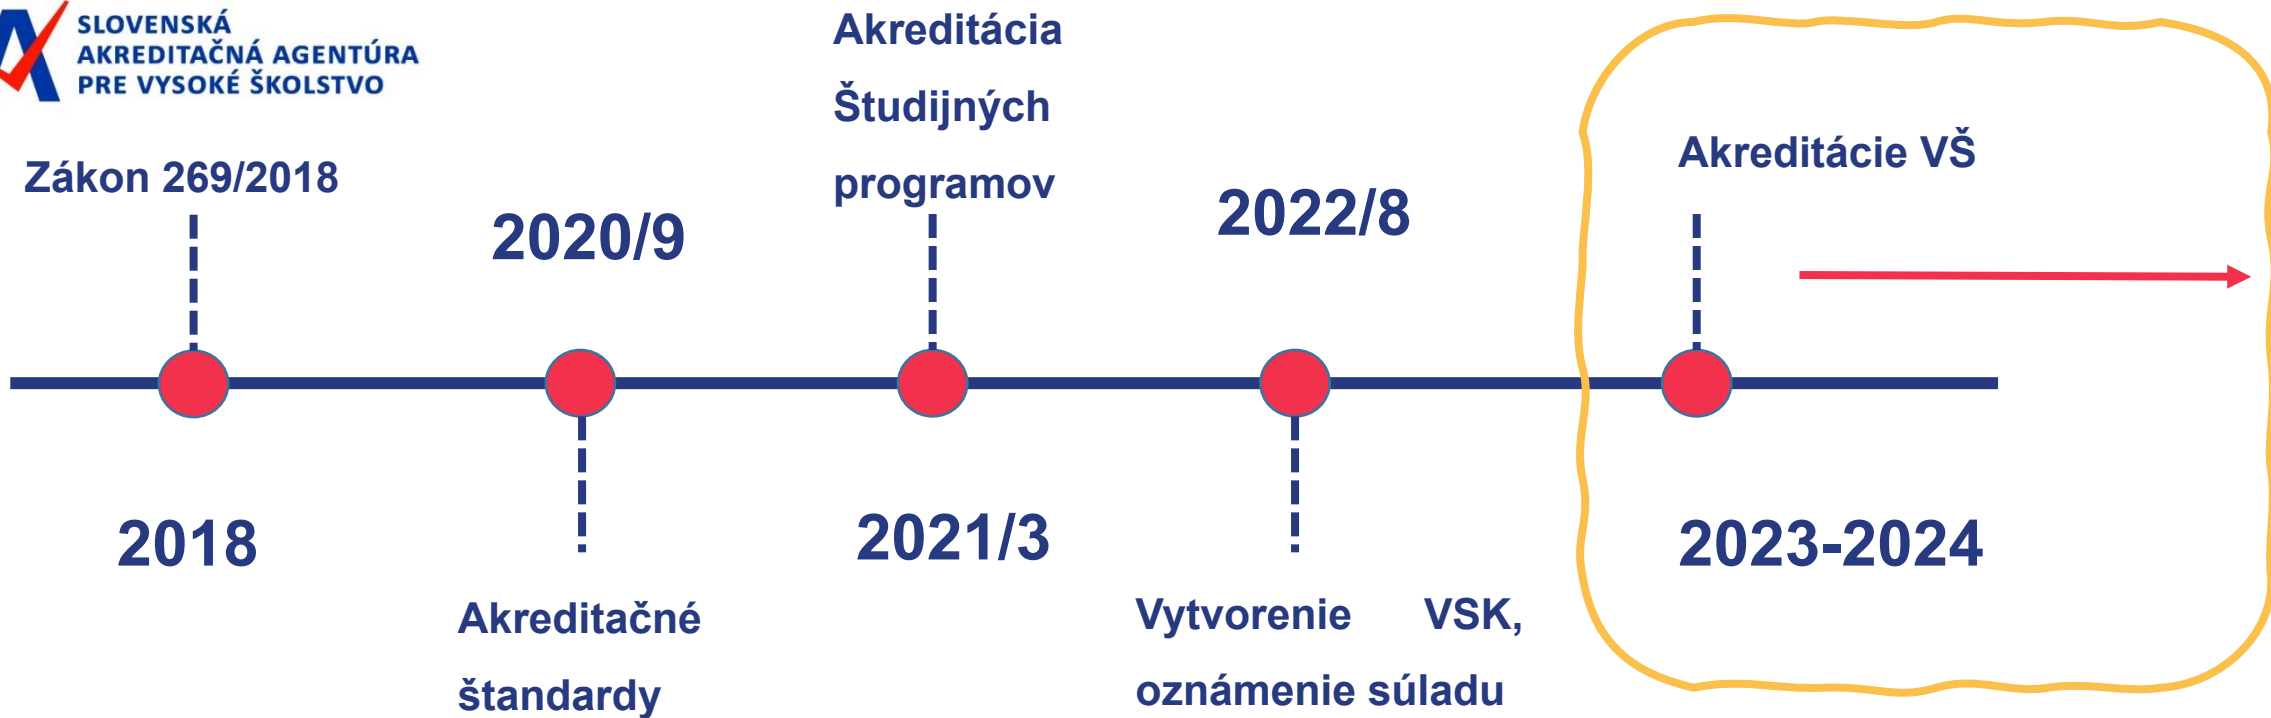 SLOVENSKÁ
AKREDITAČNÁ AGENTÚRA
PRE VYSOKÉ ŠKOLSTVO
Zákon 269/2018
2018
2020/9
Akreditačné
štandardy
Akreditácia
Študijných
programov
2021/3
2022/8
Vytvorenie VSK,
oznámenie súladu
Akreditácie VŠ
2023-2024